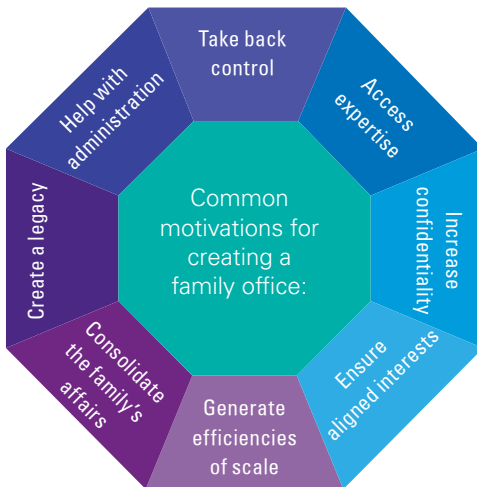 Common
motivations for
creating a
family office:
Take back
control
Access
expertise
Increase
confidentiality
Ensure
aligned interests
Generate
efficiencies
of scale
Consolidate
the family's
affairs
Create a legacy
Help with
administration